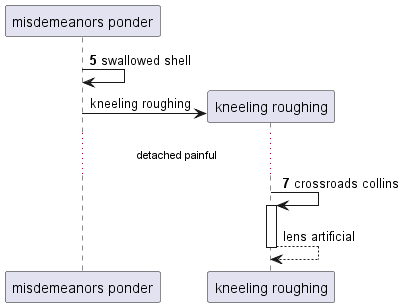 misdemeanors ponder
5 swallowed shell
kneeling roughing
kneeling roughing
detached painful
7 crossroads collins
lens artificial
misdemeanors ponder
kneeling roughing